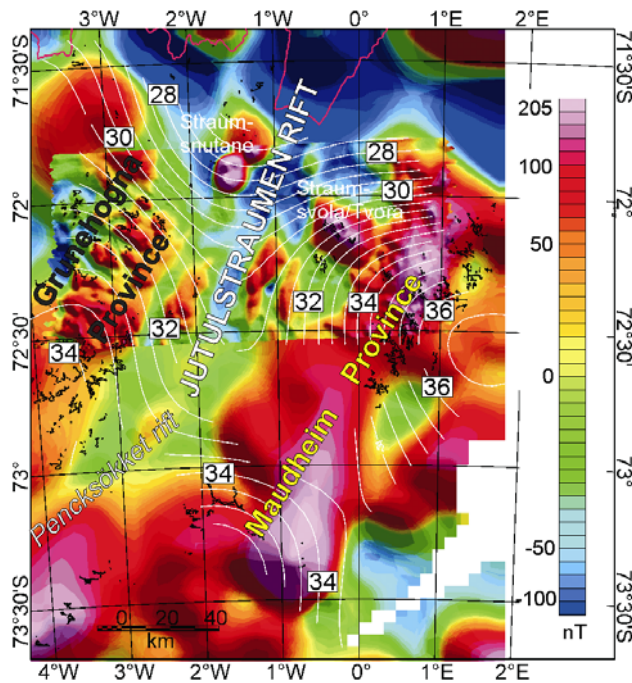 3°W 2°W 1°W 0° 1°E 2°E
71°30'S
71°30'S
28
205
Straum-
snutane
30
28
100
Straum-
svola/Tvora
30
72°
72°
Grunehogna
Province
JUTULSTRAUMEN RIFT
50
32
34
36
32
34
72°30'
72°30'
Province
0
36
Pencksökket rift
Maudheim
73°
73°
34
-50
34
-100
73°30'S
73°30'S
0 20 40
km
nT
4°W 3°W 2°W 1°W 0° 1°E 2°E